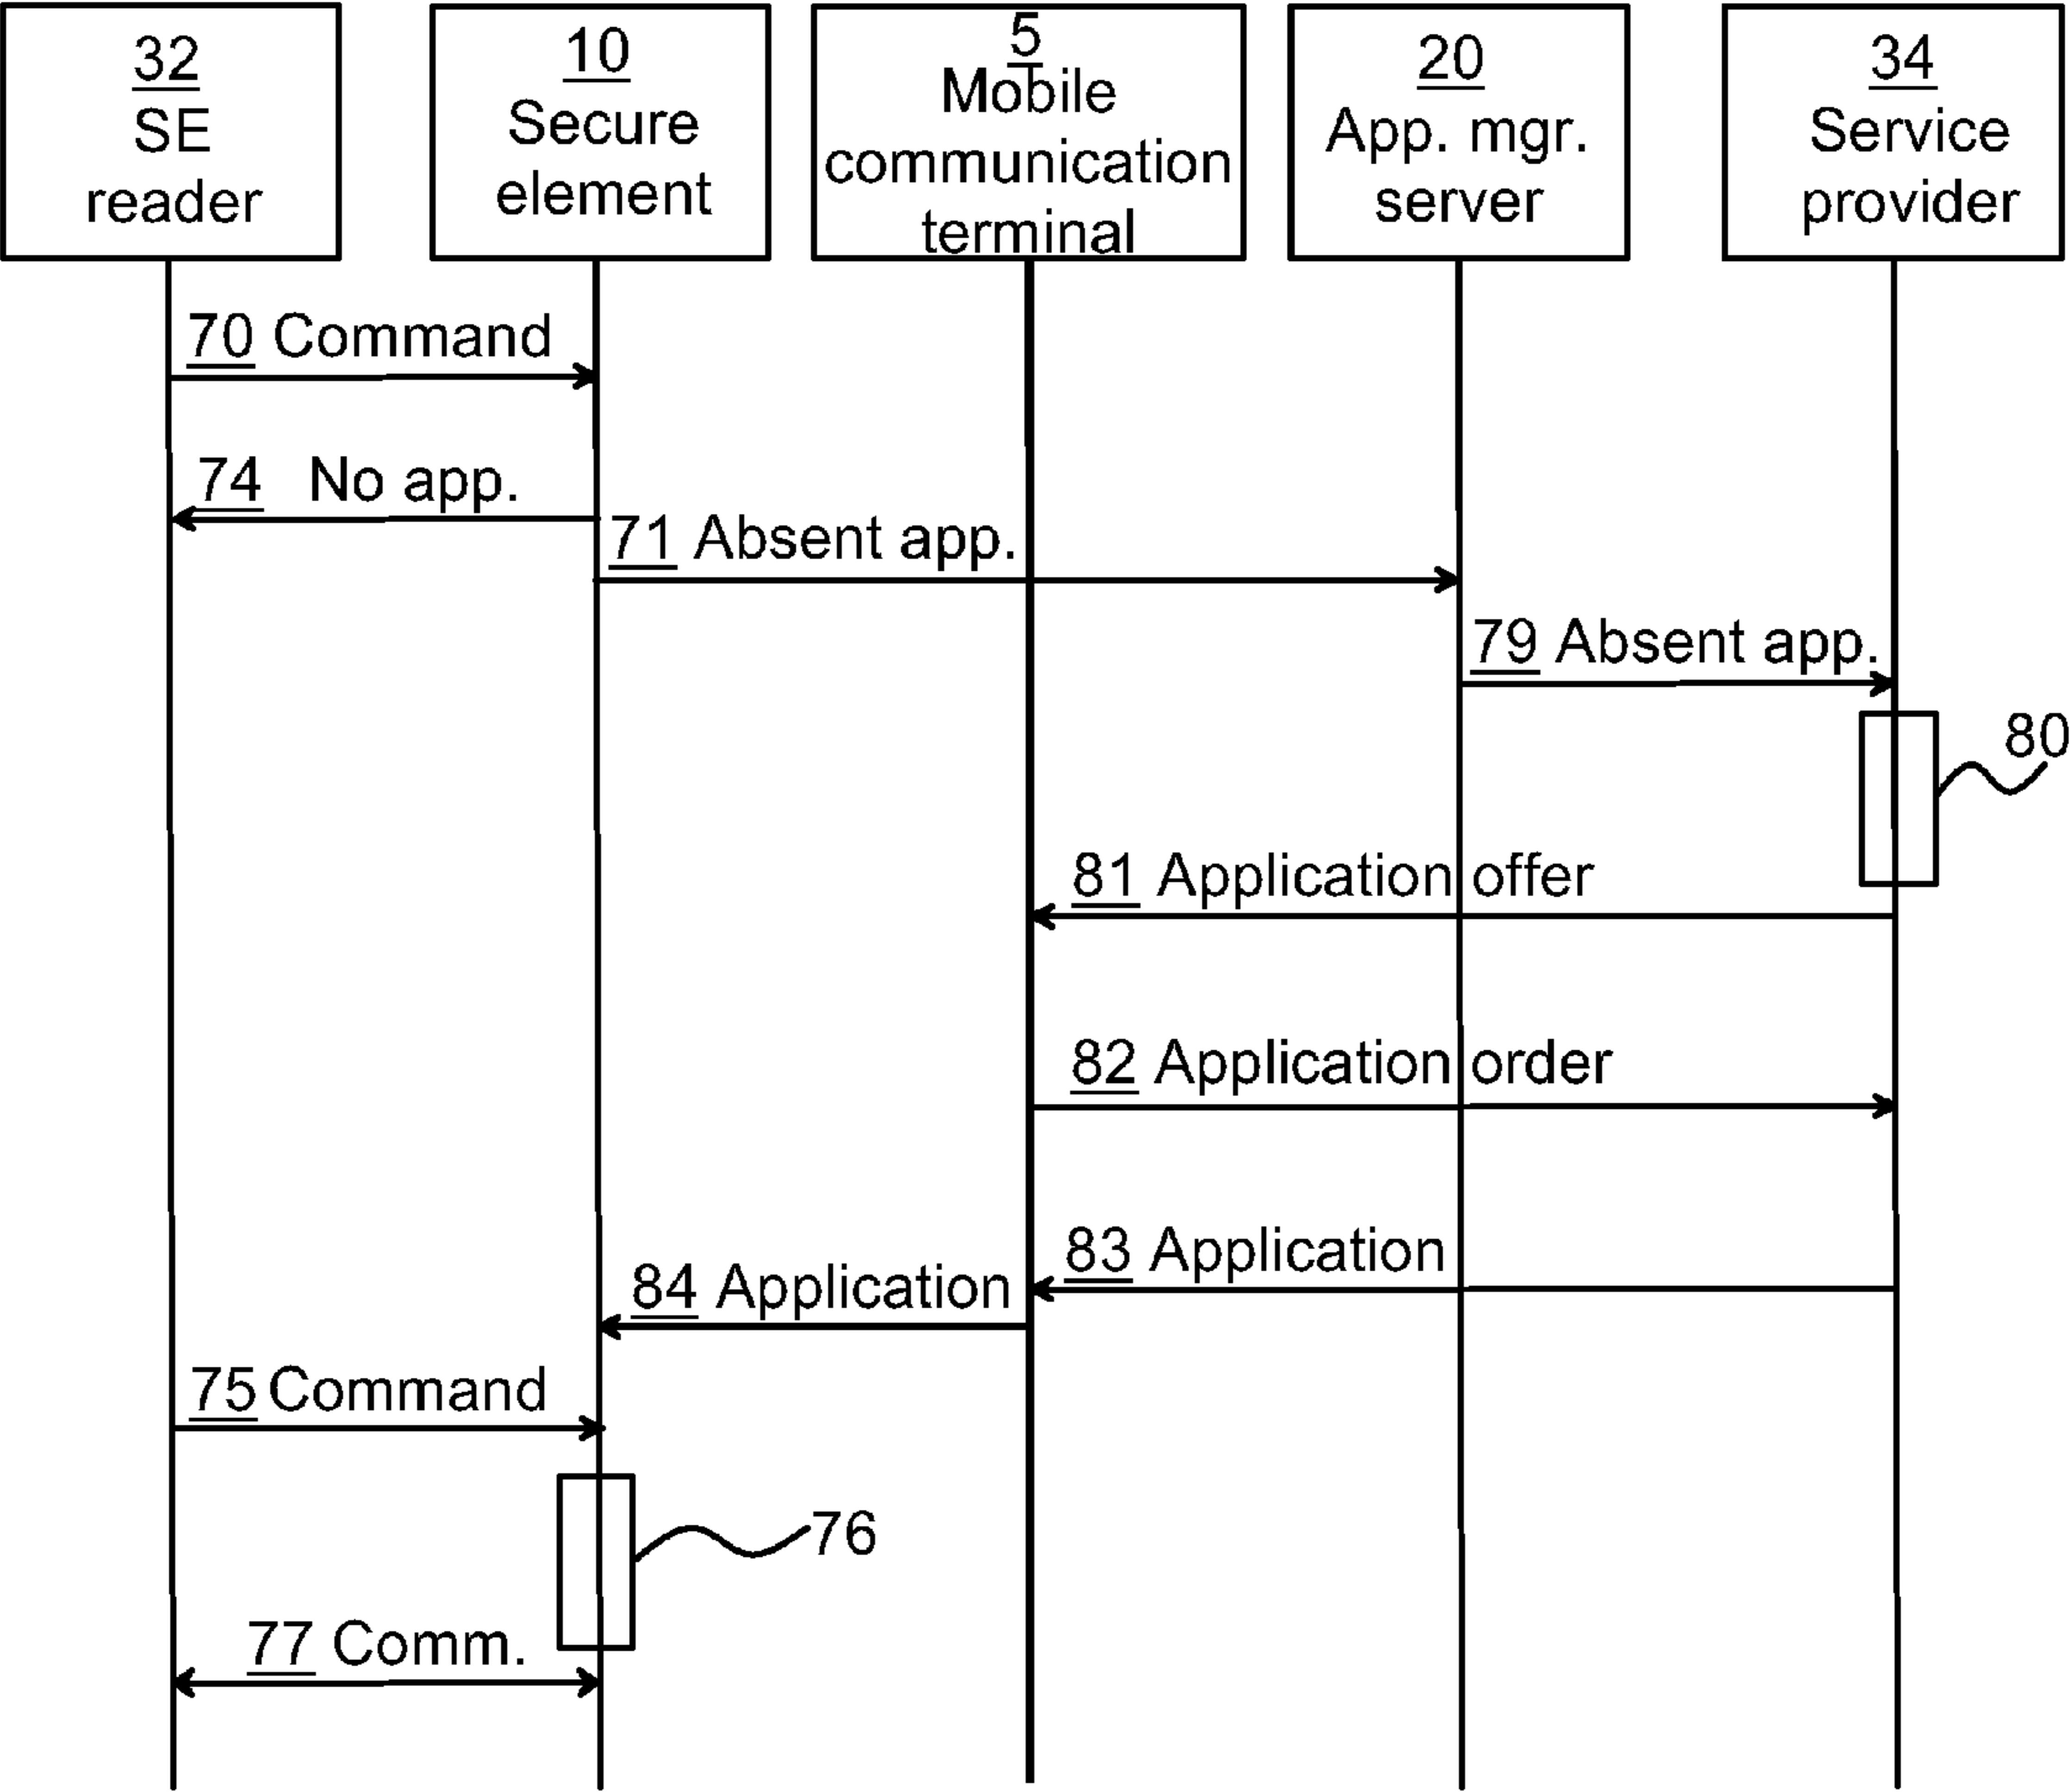 32
SE
reader
10
Secure
element
5
Mobile
communication
terminal
20
App. mgr.
server
34
Service
provider
70 Command
74 No app.
71 Absent app.
79 Absent app.
80
81 Application offer
82 Application order
83 Application
84 Application
75 Command
76
77 Comm.